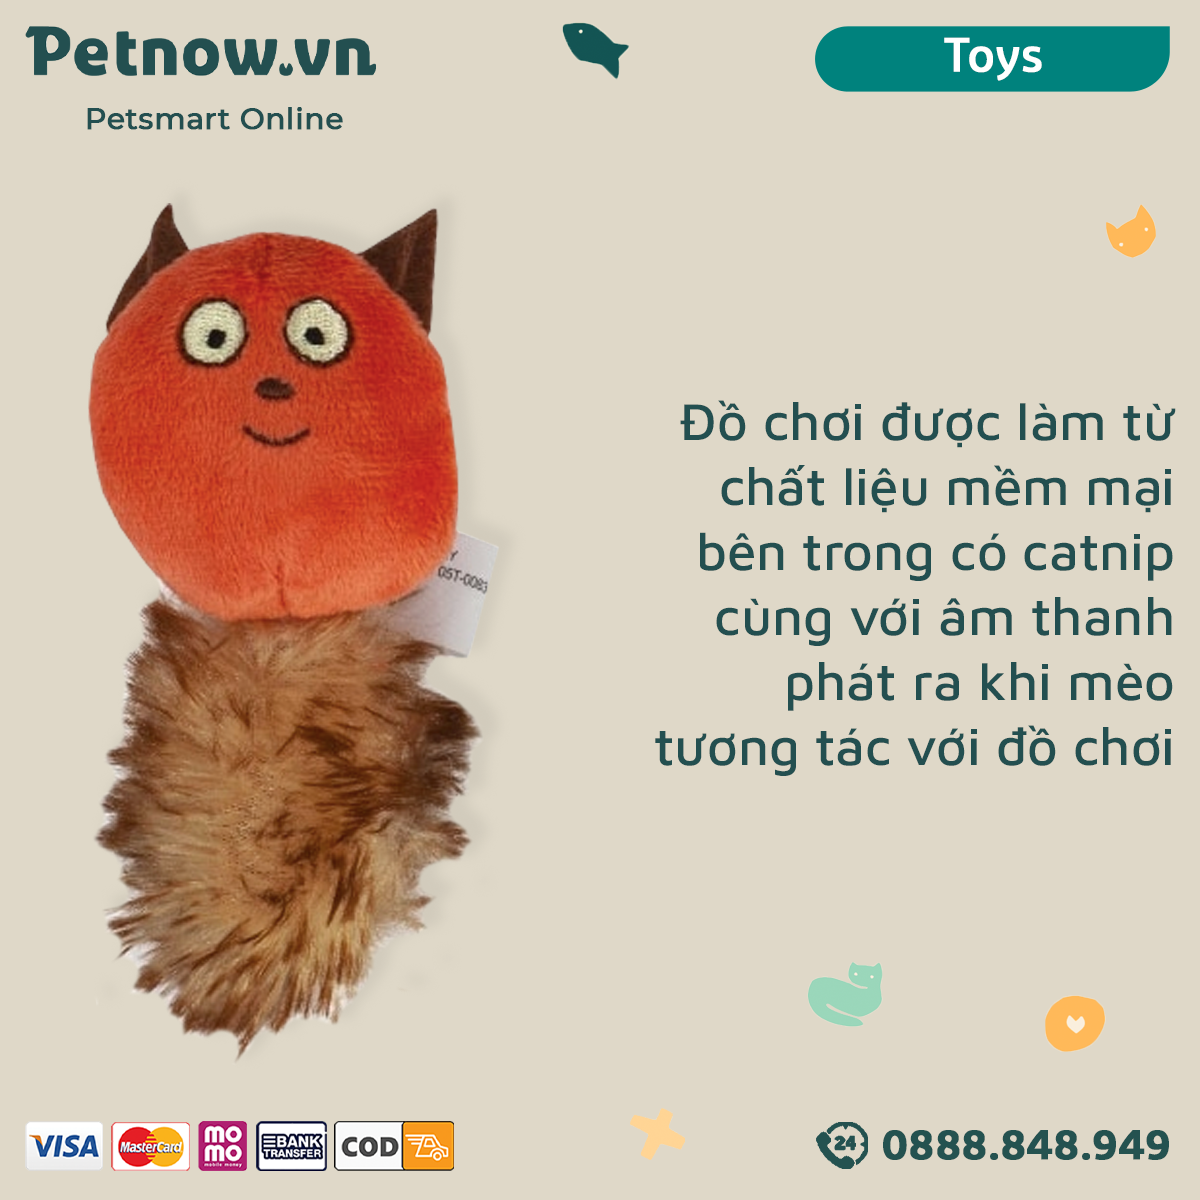 Petnow.vn
Petsmart Online
Toys
Đồ chơi được làm từ
chất liệu mềm mại
bên trong có catnip
cùng với âm thanh
phát ra khi mèo
tương tác với đồ chơi
Y
05T-0083
VISA
MasterCard
mo
mo
mobile money
BANK
TRANSFER
COD
24
0888.848.949